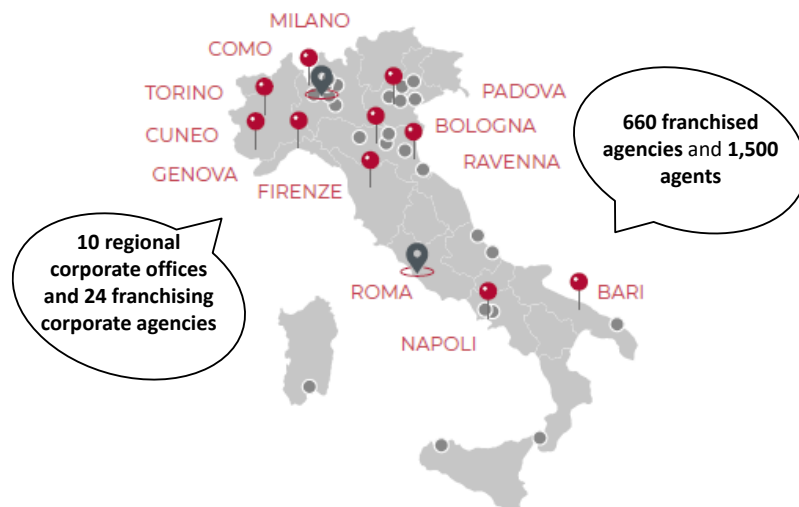 MILANO
COMO
TORINO
CUNEO
GENOVA
FIRENZE
PADOVA
BOLOGNA
RAVENNA
660 franchised
agencies and 1,500
agents
10 regional
corporate offices
and 24 franchising
corporate agencies
ROMA
BARI
NAPOLI